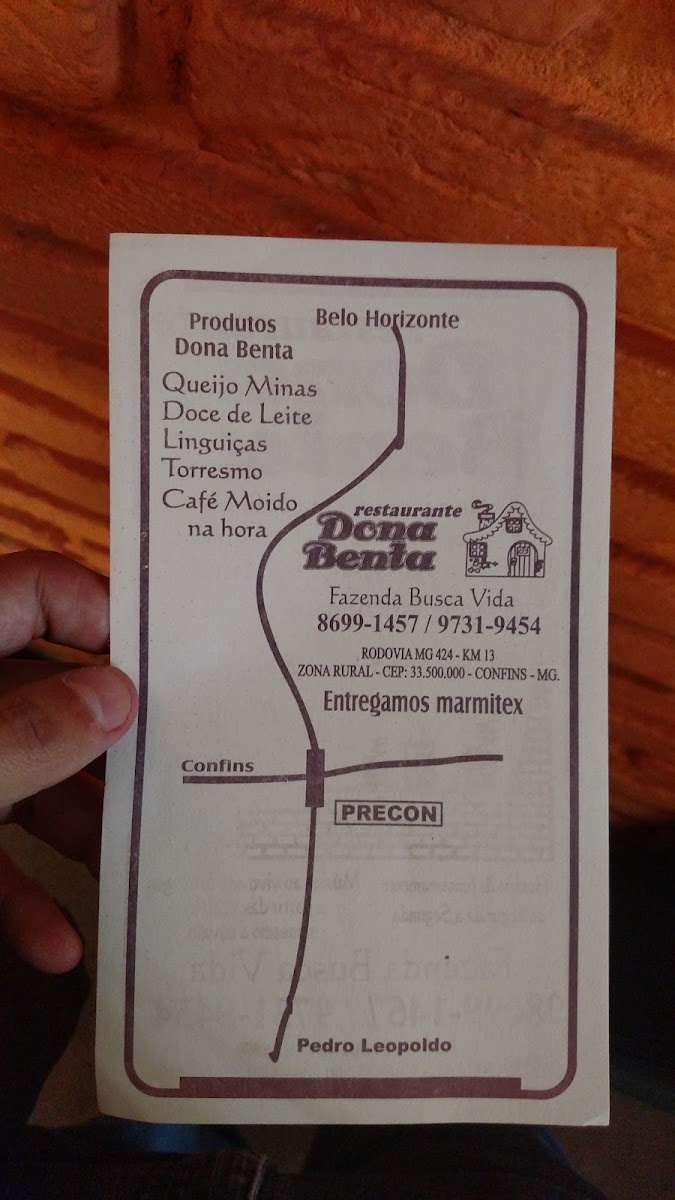 Produtos
Dona Benta
Queijo Minas
Doce de Leite
Linguiças
Torresmo
Café Moido
na hora
Belo Horizonte
restaurante
Dona
Benta
Fazenda Busca Vida
8699-1457 / 9731-9454
RODOVIA MG 424 - KM 13
ZONA RURAL - CEP: 33.500.000 - CONFINS - MG.
Entregamos marmitex
Confins
PRECON
Pedro Leopoldo